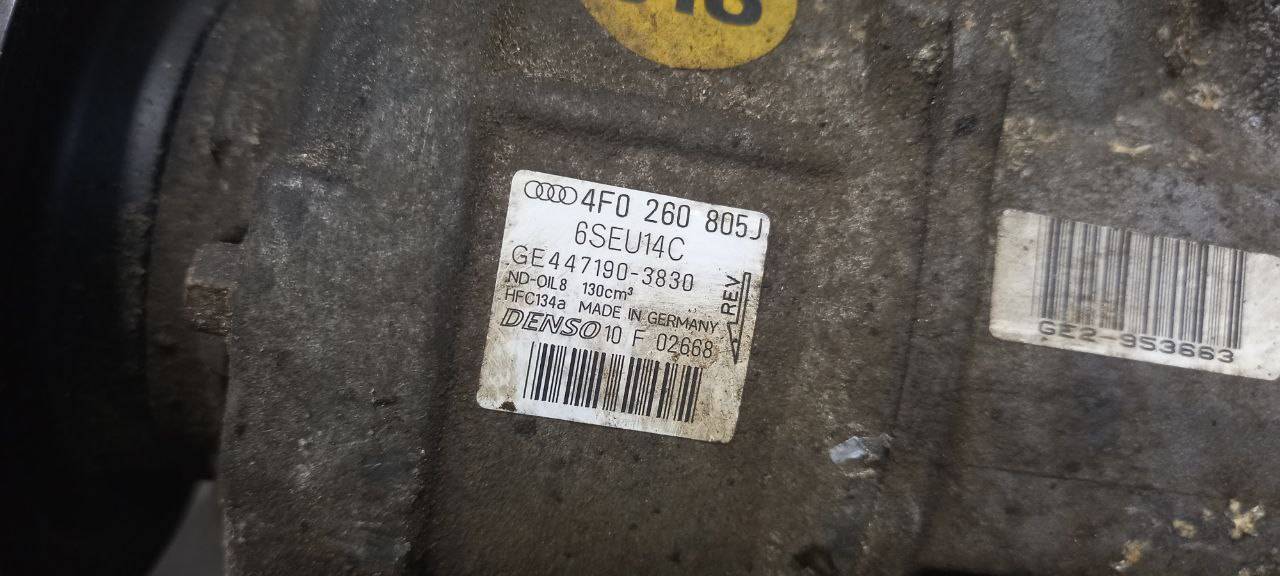 4F0 260 805J
6SEU14C
GE447190-3830
ND-OIL8 130cm³
HFC134a MADE IN GERMANY
REV
DENSO 10 F 02668
GE2-953663